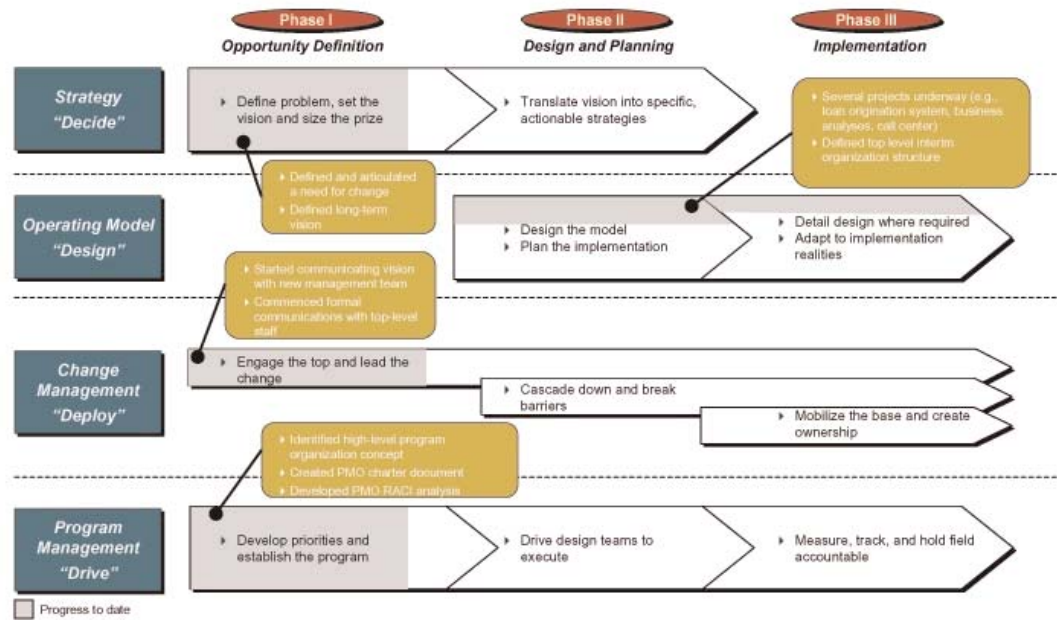 Phase I
Phase II
Phase III
Opportunity Definition
Design and Planning
Implementation
Strategy
“Decide”
Define problem, set the
vision and size the prize
Translate vision into specific,
actionable strategies
Several projects underway (e.g.,
loan origination system, business
analyses, call center)
Defined top level interim
organization structure
Defined and articulated
a need for change
Defined long-term
vision
Operating Model
“Design”
Design the model
Plan the implementation
Detail design where required
Adapt to implementation
realities
Started communicating vision
with new management team
Commenced formal
communications with top-level
staff
Change
Management
“Deploy”
Engage the top and lead the
change
Cascade down and break
barriers
Mobilize the base and create
ownership
Identified high-level program
organization concept
Created PMO charter document
Developed PMO RACI analysis
Program
Management
“Drive”
Develop priorities and
establish the program
Drive design teams to
execute
Measure, track, and hold field
accountable
Progress to date